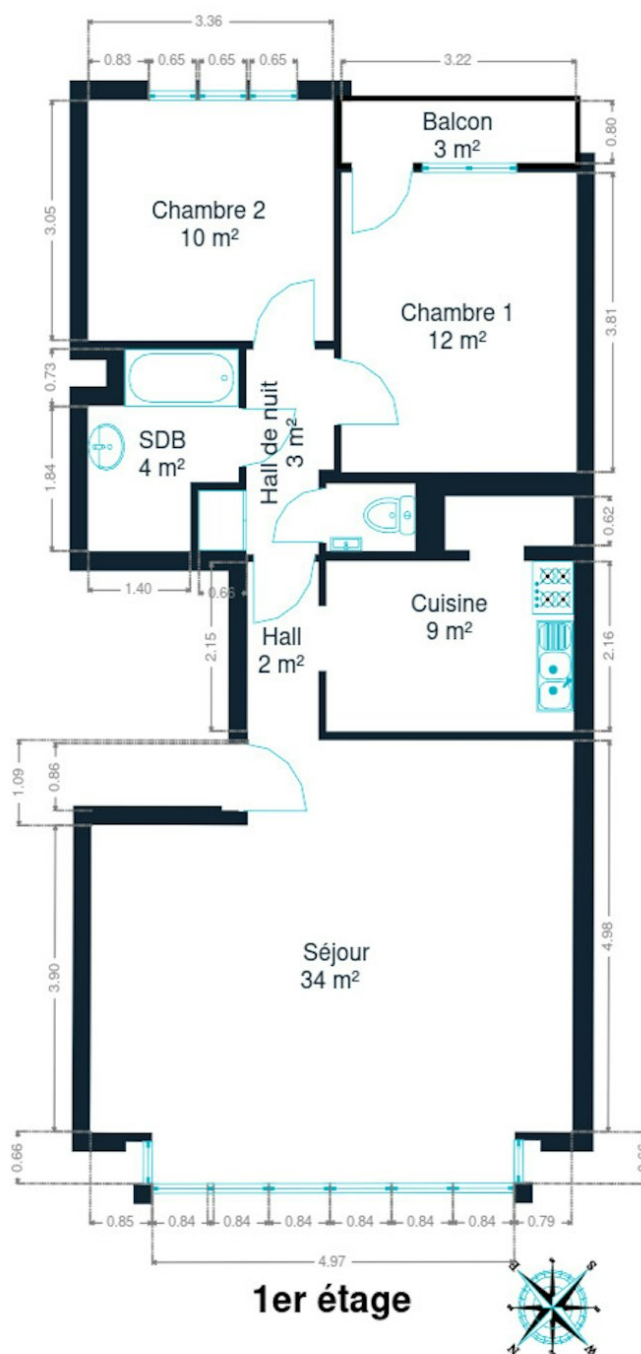 3.36
0.83 0.65 0.65 0.65
3.22
Balcon
3 m²
0.80
Chambre 2
10 m²
3.05
Chambre 1
12 m²
3.81
0.73
Hall de nuit
3 m²
SDB
4 m²
1.84
0.62
1.40
0.66
Cuisine
9 m²
Hall
2 m²
2.15
2.16
1.09
0.86
Séjour
34 m²
3.90
4.98
0.66
0.85 0.84 0.84 0.84 0.84 0.84 0.84 0.79
4.97
1er étage
E
S
N
W